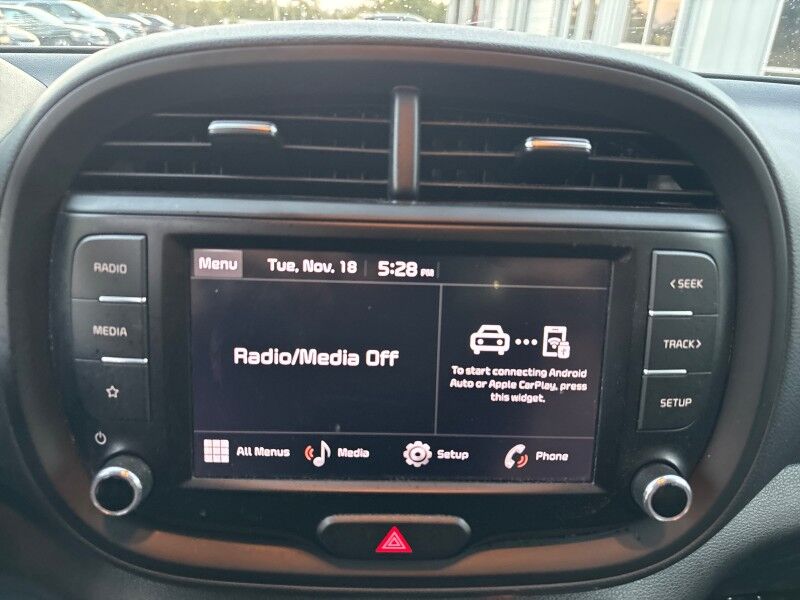 Menu Tue, Nov. 18 5:28 PM
RADIO
MEDIA
< SEEK
TRACK >
SETUP
Radio/Media Off
To start connecting Android
Auto or Apple CarPlay, press
this widget.
All Menus Media Setup Phone